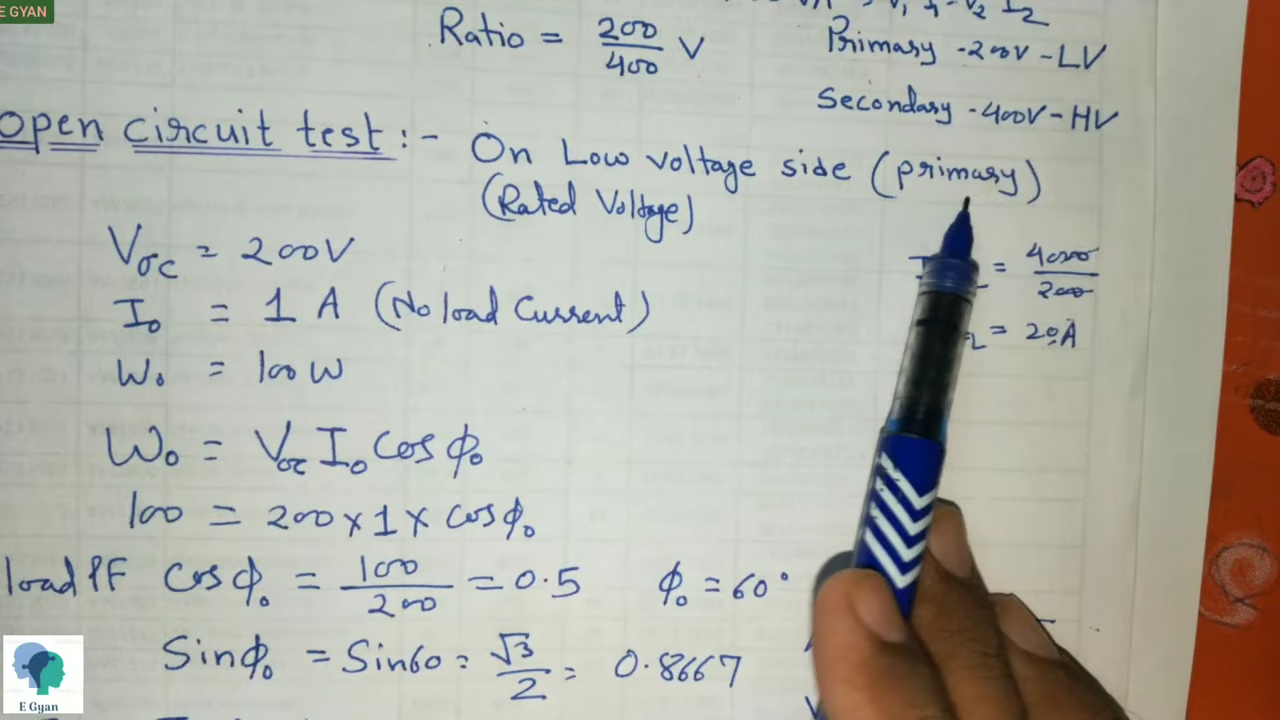 E GYAN
Ratio = 200/400 V
Primary - 200V - LV
Secondary - 400V - HV
Open circuit test :- On Low voltage side (primary)
(Rated Voltage)
Voc = 200V
I₀ = 1 A (No load Current)
W₀ = 100W
= 4000/200
= 20A
W₀ = Voc I₀ Cos ϕ₀
100 = 200 × 1 × cos ϕ₀
load PF Cos ϕ₀ = 100/200 = 0.5 ϕ₀ = 60°
Sin ϕ₀ = Sin60 = √3/2 = 0.8667
E Gyan